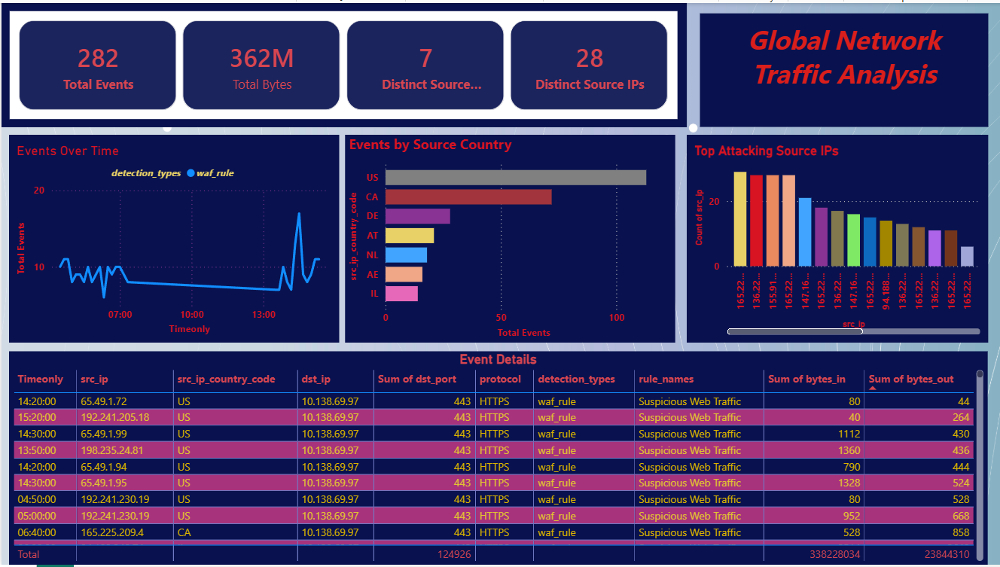 282
Total Events
362M
Total Bytes
7
Distinct Source...
28
Distinct Source IPs
Global Network
Traffic Analysis
Events Over Time
detection_types waf_rule
20
10
Total Events
07:00 10:00 13:00
Timeonly
Events by Source Country
src_ip_country_code
US
CA
DE
AT
NL
AE
IL
0 50 100
Total Events
Top Attacking Source IPs
Count of src_ip
20
0
165.22... 136.22... 155.91... 165.22... 147.16... 165.22... 136.22... 147.16... 165.22... 94.188... 136.22... 165.22... 136.22... 165.22... 165.22...
src_ip
Event Details
Timeonly src_ip src_ip_country_code dst_ip Sum of dst_port protocol detection_types rule_names Sum of bytes_in Sum of bytes_out
14:20:00 65.49.1.72 US 10.138.69.97 443 HTTPS waf_rule Suspicious Web Traffic 80 44
15:20:00 192.241.205.18 US 10.138.69.97 443 HTTPS waf_rule Suspicious Web Traffic 40 264
14:30:00 65.49.1.99 US 10.138.69.97 443 HTTPS waf_rule Suspicious Web Traffic 1112 430
13:50:00 198.235.24.81 US 10.138.69.97 443 HTTPS waf_rule Suspicious Web Traffic 1360 436
14:20:00 65.49.1.94 US 10.138.69.97 443 HTTPS waf_rule Suspicious Web Traffic 790 444
14:30:00 65.49.1.95 US 10.138.69.97 443 HTTPS waf_rule Suspicious Web Traffic 1328 524
04:50:00 192.241.230.19 US 10.138.69.97 443 HTTPS waf_rule Suspicious Web Traffic 80 528
05:00:00 192.241.230.19 US 10.138.69.97 443 HTTPS waf_rule Suspicious Web Traffic 952 668
06:40:00 165.225.209.4 CA 10.138.69.97 443 HTTPS waf_rule Suspicious Web Traffic 528 858
Total 124926 338228034 23844310